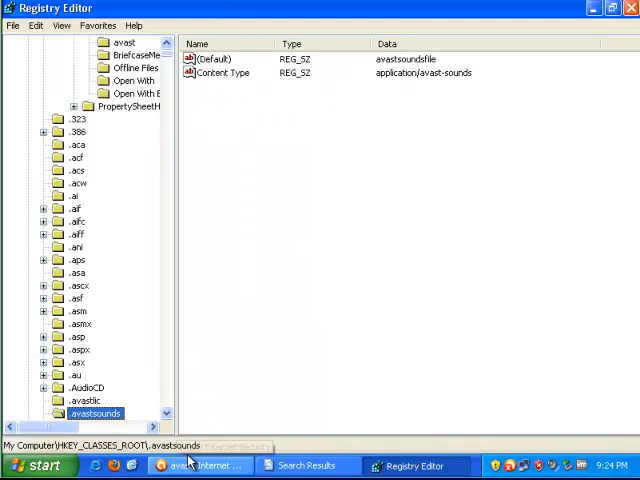 Registry Editor
File Edit View Favorites Help
Name Type Data
avast
BriefcaseMe
Offline Files
Open With
Open With E
PropertySheetH
.323
.386
.aca
.acf
.acs
.acw
.ai
.aif
.aifc
.aiff
.ani
.aps
.asa
.ascx
.asf
.asm
.asmx
.asp
.aspx
.asx
.au
.AudioCD
.avastlic
.avastsounds
(Default) REG_SZ avastsoundsfile
Content Type REG_SZ application/avast-sounds
My Computer\HKEY_CLASSES_ROOT\.avastsounds
Internet Security
start
Internet ...
Search Results
Registry Editor
9:24 PM